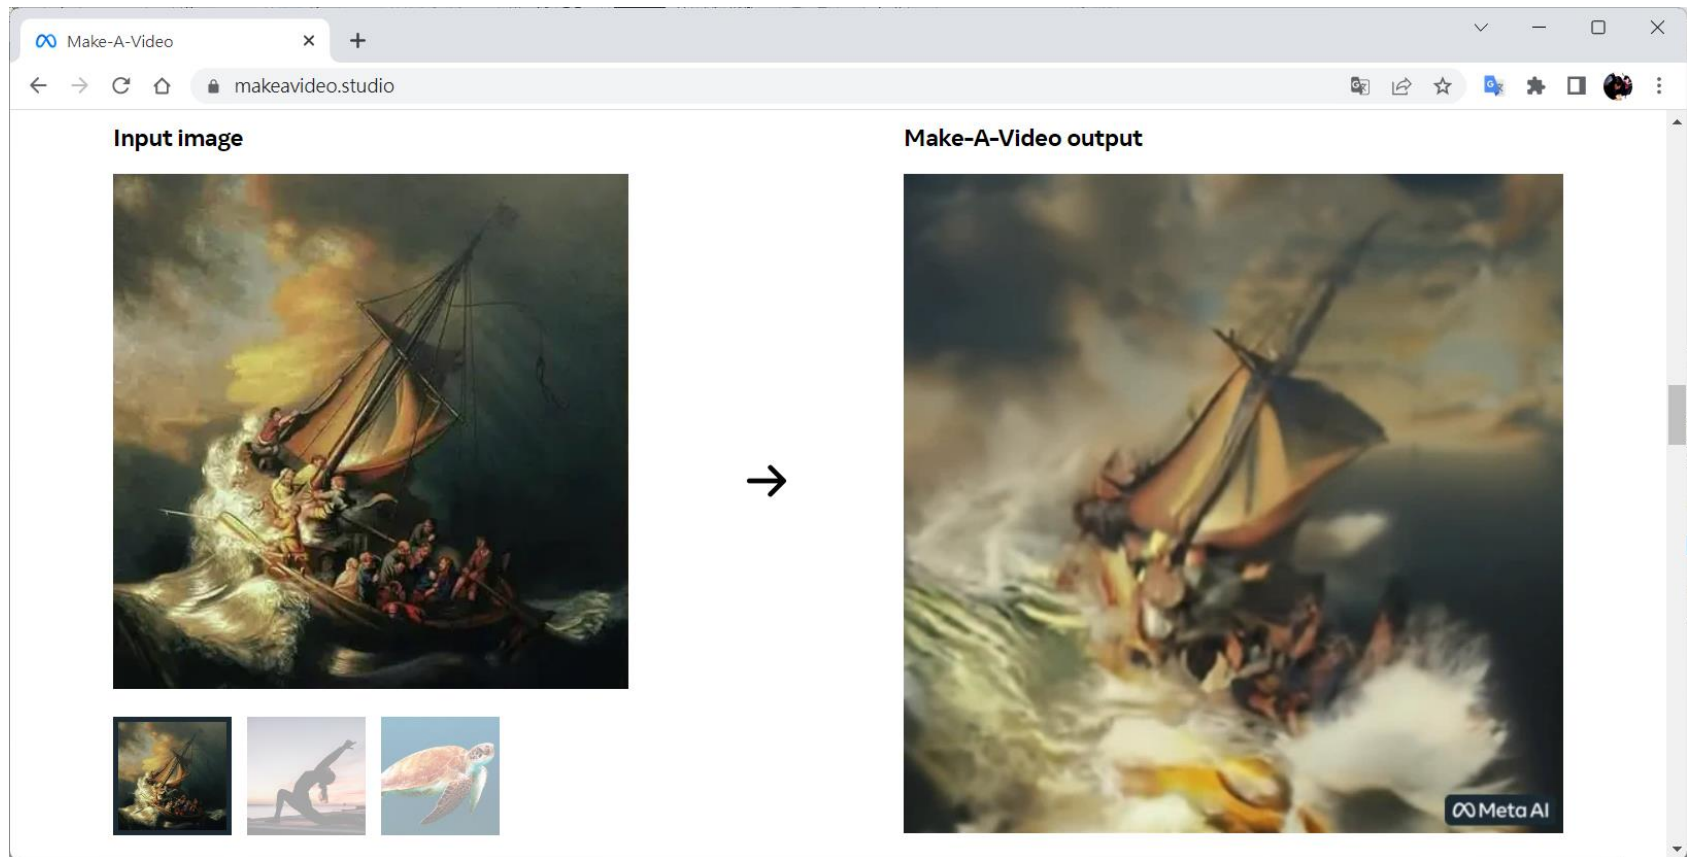 Make-A-Video
makeavideo.studio
Input image
Make-A-Video output
Meta AI